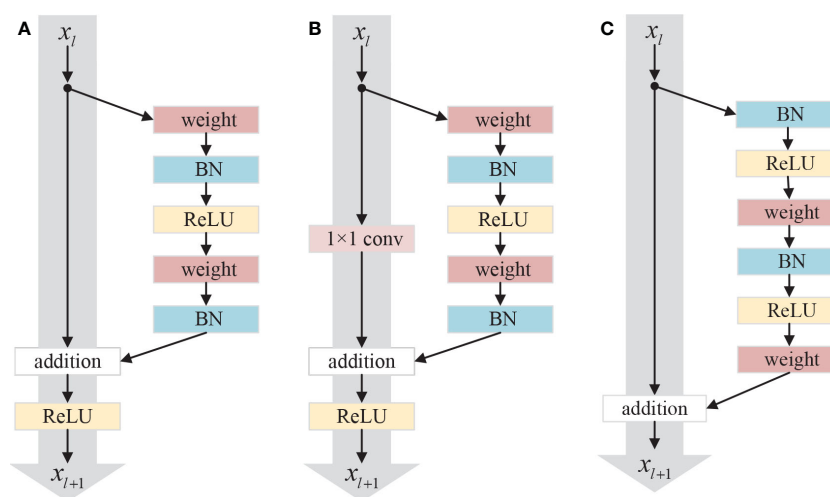 A
x_l
weight
BN
ReLU
weight
BN
addition
ReLU
x_{l+1}
B
x_l
weight
BN
ReLU
1×1 conv
weight
BN
addition
ReLU
x_{l+1}
C
x_l
BN
ReLU
weight
BN
ReLU
weight
addition
x_{l+1}